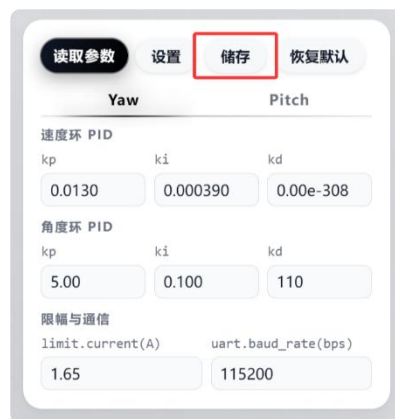 读取参数 设置 储存 恢复默认
Yaw Pitch
速度环 PID
kp ki kd
0.0130 0.000390 0.00e-308
角度环 PID
kp ki kd
5.00 0.100 110
限幅与通信
limit.current(A) uart.baud_rate(bps)
1.65 115200